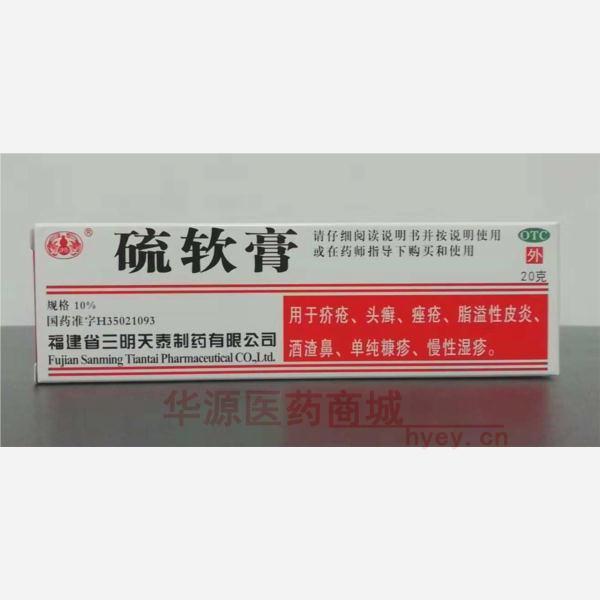 硫软膏
®
请仔细阅读说明书并按说明使用
或在药师指导下购买和使用
OTC
外
20克
规格 10%
国药准字H35021093
福建省三明天泰制药有限公司
Fujian Sanming Tiantai Pharmaceutical CO.,Ltd.
用于疥疮、头癣、痤疮、脂溢性皮炎、
酒渣鼻、单纯糠疹、慢性湿疹。
华源医药商城
hyey.cn